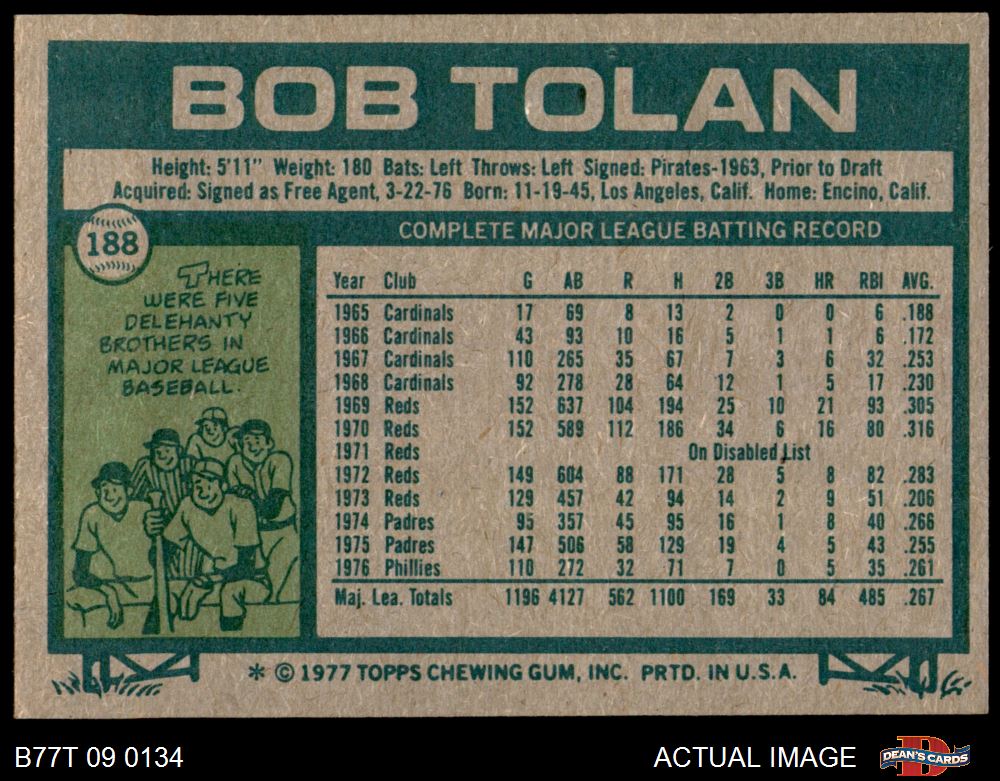 BOB TOLAN
Height: 5'11" Weight: 180 Bats: Left Throws: Left Signed: Pirates-1963, Prior to Draft
Acquired: Signed as Free Agent, 3-22-76 Born: 11-19-45, Los Angeles, Calif. Home: Encino, Calif.
188
THERE
WERE FIVE
DELEHANTY
BROTHERS IN
MAJOR LEAGUE
BASEBALL.
COMPLETE MAJOR LEAGUE BATTING RECORD
Year Club G AB R H 2B 3B HR RBI AVG.
1965 Cardinals 17 69 8 13 2 0 0 6 .188
1966 Cardinals 43 93 10 16 5 1 1 6 .172
1967 Cardinals 110 265 35 67 7 3 6 32 .253
1968 Cardinals 92 278 28 64 12 1 5 17 .230
1969 Reds 152 637 104 194 25 10 21 93 .305
1970 Reds 152 589 112 186 34 6 16 80 .316
1971 Reds On Disabled List
1972 Reds 149 604 88 171 28 5 8 82 .283
1973 Reds 129 457 42 94 14 2 9 51 .206
1974 Padres 95 357 45 95 16 1 8 40 .266
1975 Padres 147 506 58 129 19 4 5 43 .255
1976 Phillies 110 272 32 71 7 0 5 35 .261
Maj. Lea. Totals 1196 4127 562 1100 169 33 84 485 .267
* © 1977 TOPPS CHEWING GUM, INC. PRTD. IN U.S.A.
B77T 09 0134
ACTUAL IMAGE
D
DEAN'S CARDS